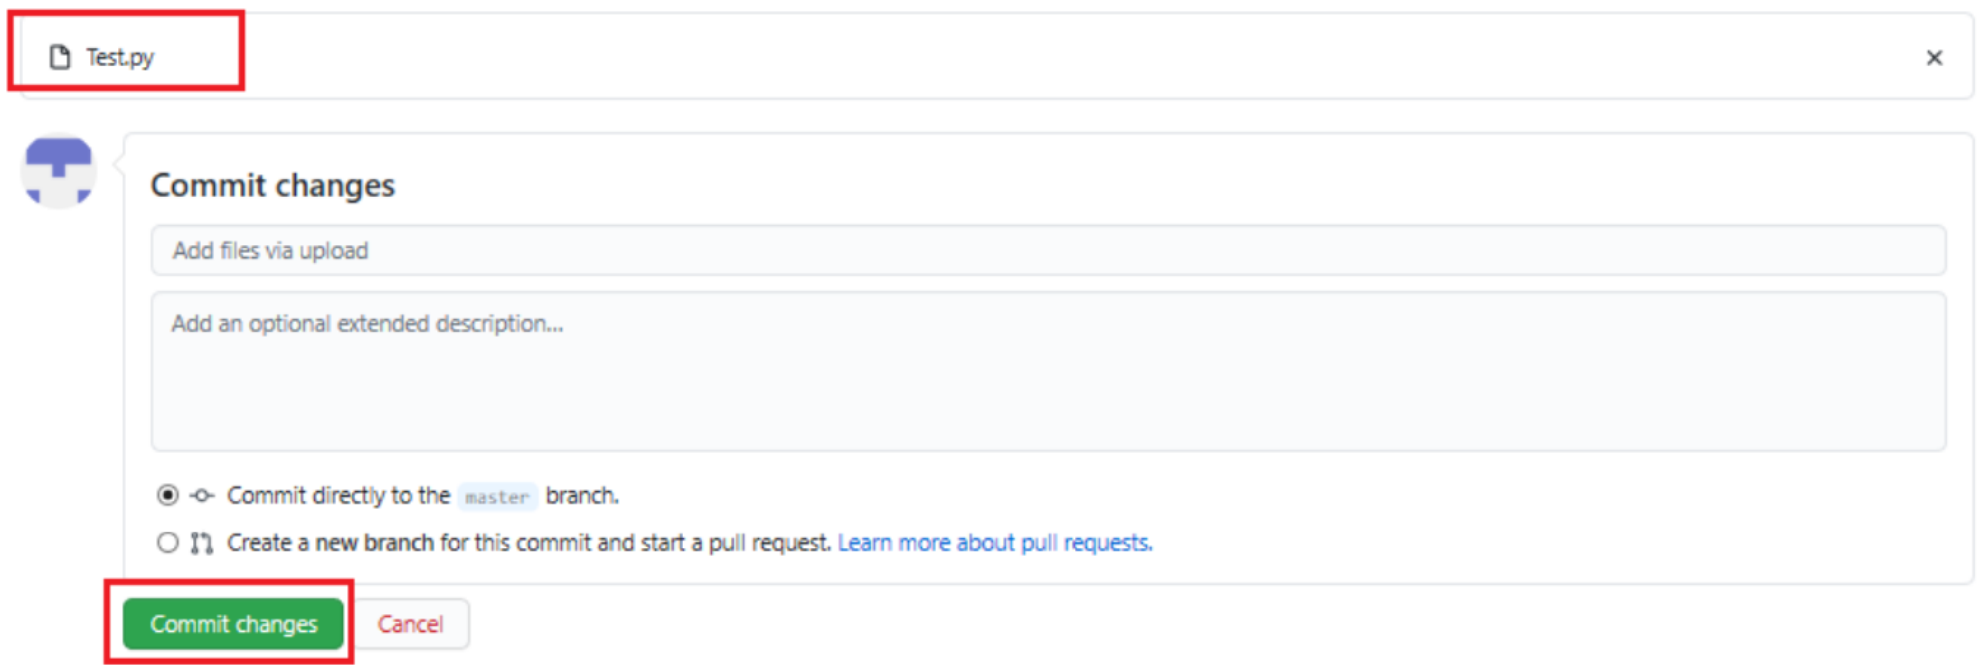 Test.py
Commit changes
Add files via upload
Add an optional extended description...
Commit directly to the master branch.
Create a new branch for this commit and start a pull request. Learn more about pull requests.
Commit changes Cancel